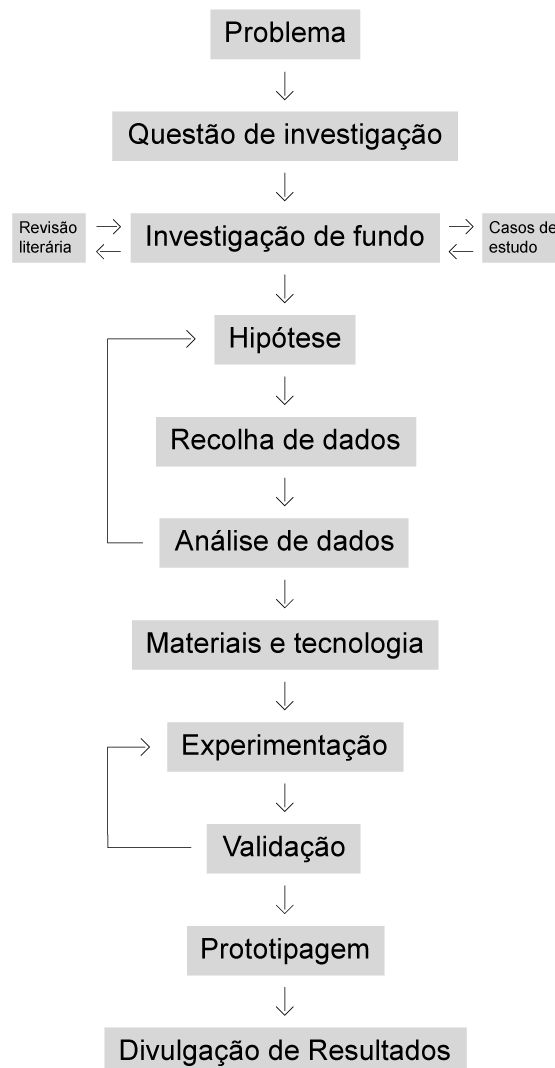 Problema
Questão de investigação
Revisão
literária
Investigação de fundo
Casos de
estudo
Hipótese
Recolha de dados
Análise de dados
Materiais e tecnologia
Experimentação
Validação
Prototipagem
Divulgação de Resultados